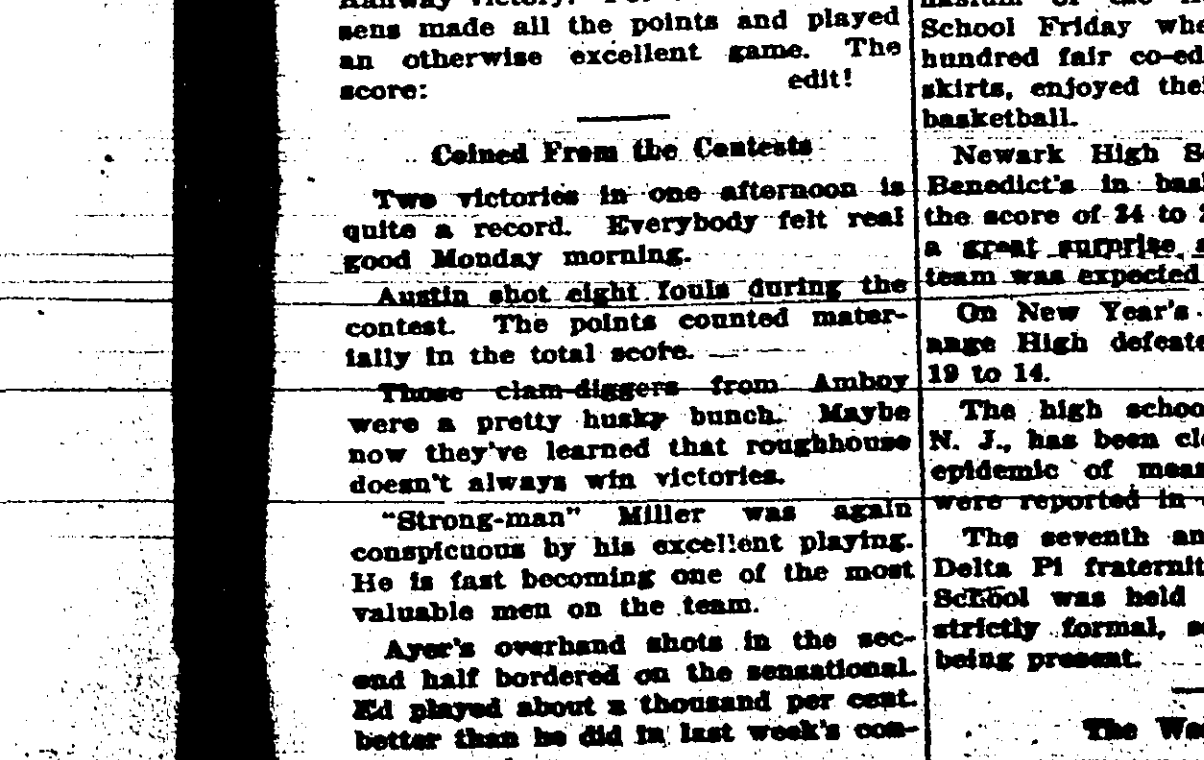 sens made all the points and played
an otherwise excellent game. The
score: edit!
Coined From the Contests
Two victories in one afternoon is
quite a record. Everybody felt real
good Monday morning.
Austin shot eight fouls during the
contest. The points counted mater-
ially in the total score.
Those clam-diggers from Amboy
were a pretty husky bunch. Maybe
now they've learned that roughhouse
doesn't always win victories.
"Strong-man" Miller was again
conspicuous by his excellent playing.
He is fast becoming one of the most
valuable men on the team.
Ayer's overhand shots in the sec-
ond half bordered on the sensational.
Ed played about a thousand per cent.
better than he did in last week's con-
School Friday
hundred fair
skirts, enjoyed
basketball.
Newark High
Benedict's in
the score of 24 to
a great surprise
team was expected
On New Year's
ange High
19 to 14.
The high
N. J., has been
epidemic of
were reported in
The seventh
Delta Pi
School was held
strictly formal,
being present.
The